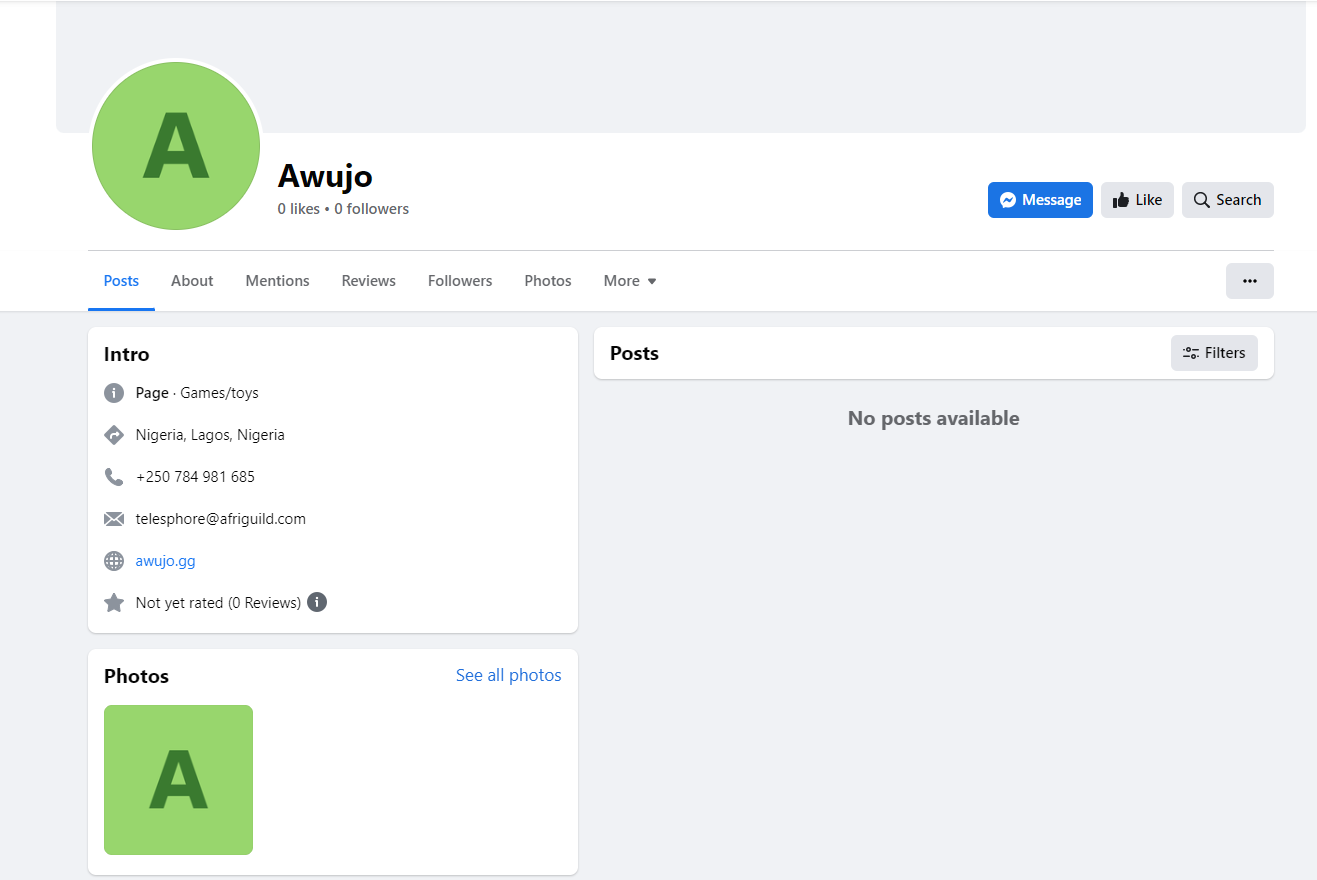 A
Awujo
0 likes • 0 followers
Message
Like
Search
Posts
About
Mentions
Reviews
Followers
Photos
More
Intro
Page · Games/toys
Nigeria, Lagos, Nigeria
+250 784 981 685
telesphore@afriguild.com
awujo.gg
Not yet rated (0 Reviews)
Photos
See all photos
A
Posts
Filters
No posts available